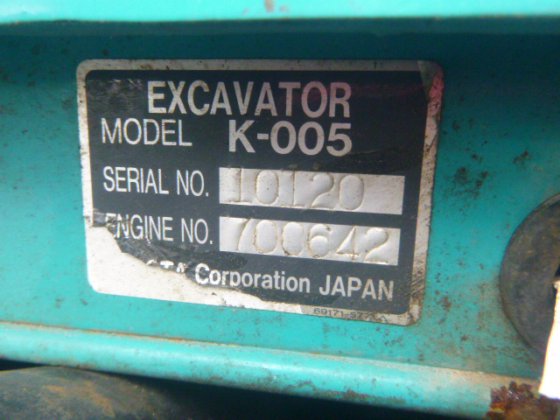 EXCAVATOR
MODEL K-005
SERIAL NO. 10120
ENGINE NO. 700642
Corporation JAPAN